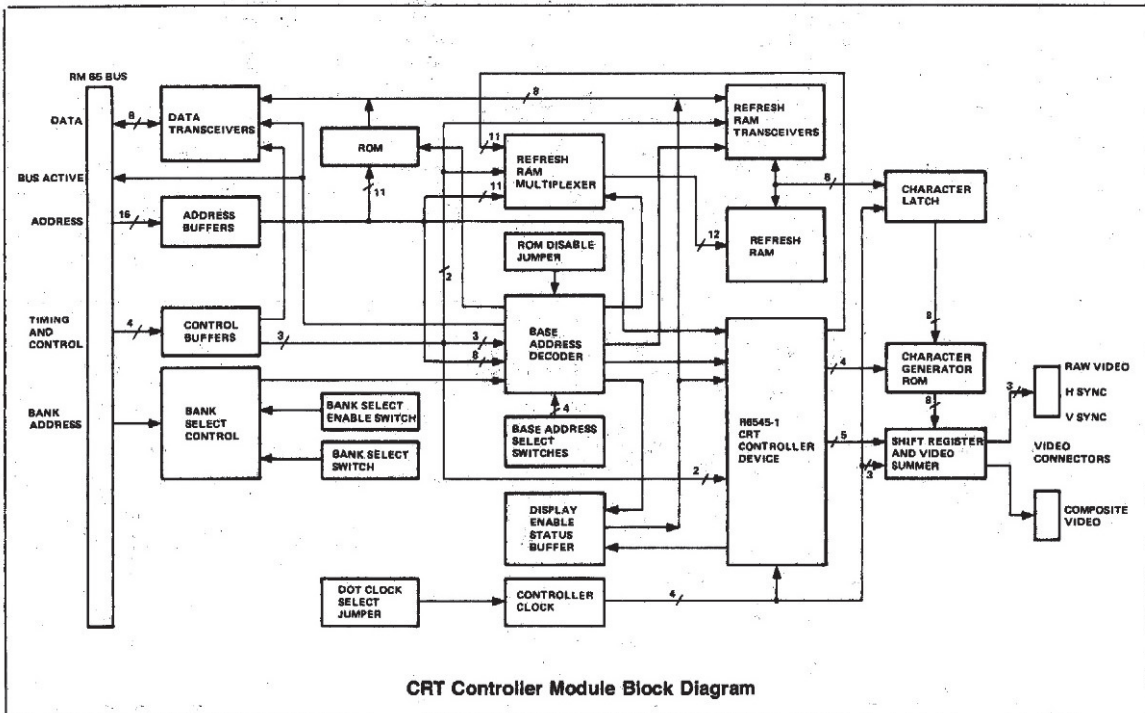 RM 65 BUS
DATA
8
DATA
TRANSCEIVERS
BUS ACTIVE
ADDRESS
16
ADDRESS
BUFFERS
TIMING
AND
CONTROL
4
CONTROL
BUFFERS
3
BANK
ADDRESS
BANK
SELECT
CONTROL
BANK SELECT
ENABLE SWITCH
BANK SELECT
SWITCH
ROM
11
8
11
11
REFRESH
RAM
MULTIPLEXER
2
ROM DISABLE
JUMPER
3
8
BASE
ADDRESS
DECODER
4
BASE ADDRESS
SELECT
SWITCHES
DISPLAY
ENABLE
STATUS
BUFFER
DOT CLOCK
SELECT
JUMPER
CONTROLLER
CLOCK
4
2
REFRESH
RAM
TRANSCEIVERS
8
12
REFRESH
RAM
R6545-1
CRT
CONTROLLER
DEVICE
4
5
CHARACTER
LATCH
8
CHARACTER
GENERATOR
ROM
8
SHIFT REGISTER
AND VIDEO
SUMMER
3
3
RAW VIDEO
H SYNC
V SYNC
VIDEO
CONNECTORS
COMPOSITE
VIDEO
CRT Controller Module Block Diagram